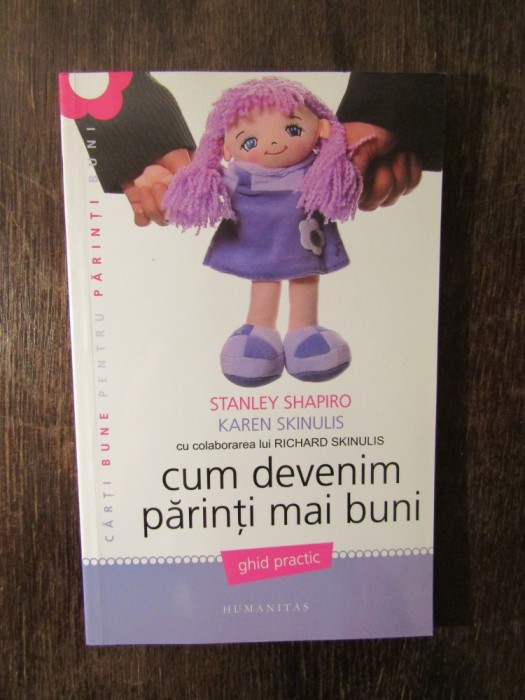 CĂRȚI BUNE PENTRU PĂRINȚI BUNI
STANLEY SHAPIRO
KAREN SKINULIS
cu colaborarea lui RICHARD SKINULIS
cum devenim
părinți mai buni
ghid practic
HUMANITAS